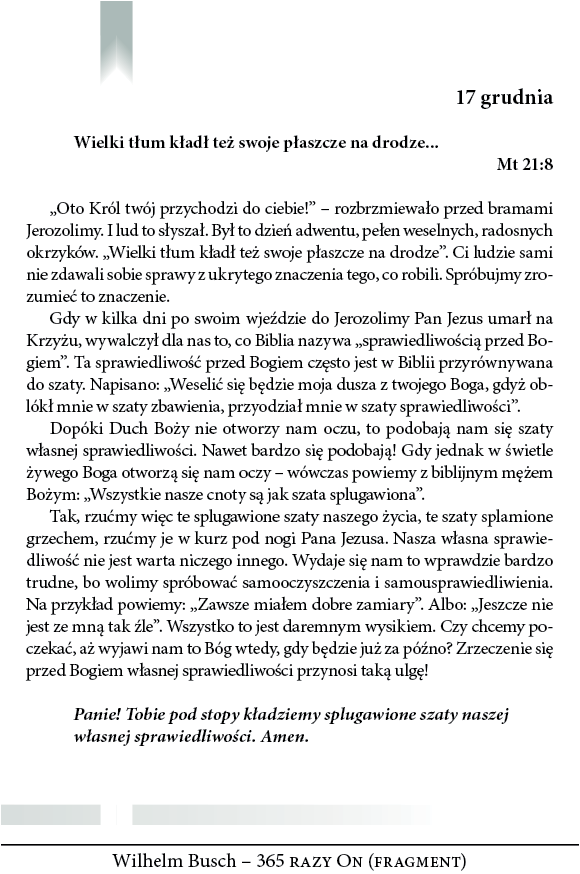 17 grudnia
Wielki tłum kładł też swoje płaszcze na drodze...
Mt 21:8
„Oto Król twój przychodzi do ciebie!” – rozbrzmiewało przed bramami
Jerozolimy. I lud to słyszał. Był to dzień adwentu, pełen weselnych, radosnych
okrzyków. „Wielki tłum kładł też swoje płaszcze na drodze”. Ci ludzie sami
nie zdawali sobie sprawy z ukrytego znaczenia tego, co robili. Spróbujmy zro-
zumieć to znaczenie.
Gdy w kilka dni po swoim wjeździe do Jerozolimy Pan Jezus umarł na
Krzyżu, wywalczył dla nas to, co Biblia nazywa „sprawiedliwością przed Bo-
giem”. Ta sprawiedliwość przed Bogiem często jest w Biblii przyrównywana
do szaty. Napisano: „Weselić się będzie moja dusza z twojego Boga, gdyż ob-
lókł mnie w szaty zbawienia, przyodział mnie w szaty sprawiedliwości”.
Dopóki Duch Boży nie otworzy nam oczu, to podobają nam się szaty
własnej sprawiedliwości. Nawet bardzo się podobają! Gdy jednak w świetle
żywego Boga otworzą się nam oczy – wówczas powiemy z biblijnym mężem
Bożym: „Wszystkie nasze cnoty są jak szata splugawiona”.
Tak, rzućmy więc te splugawione szaty naszego życia, te szaty splamione
grzechem, rzućmy je w kurz pod nogi Pana Jezusa. Nasza własna sprawie-
dliwość nie jest warta niczego innego. Wydaje się nam to wprawdzie bardzo
trudne, bo wolimy spróbować samooczyszczenia i samousprawiedliwienia.
Na przykład powiemy: „Zawsze miałem dobre zamiary”. Albo: „Jeszcze nie
jest ze mną tak źle”. Wszystko to jest daremnym wysikiem. Czy chcemy po-
czekać, aż wyjawi nam to Bóg wtedy, gdy będzie już za późno? Zrzeczenie się
przed Bogiem własnej sprawiedliwości przynosi taką ulgę!
Panie! Tobie pod stopy kładziemy splugawione szaty naszej
własnej sprawiedliwości. Amen.
Wilhelm Busch – 365 RAZY ON (FRAGMENT)